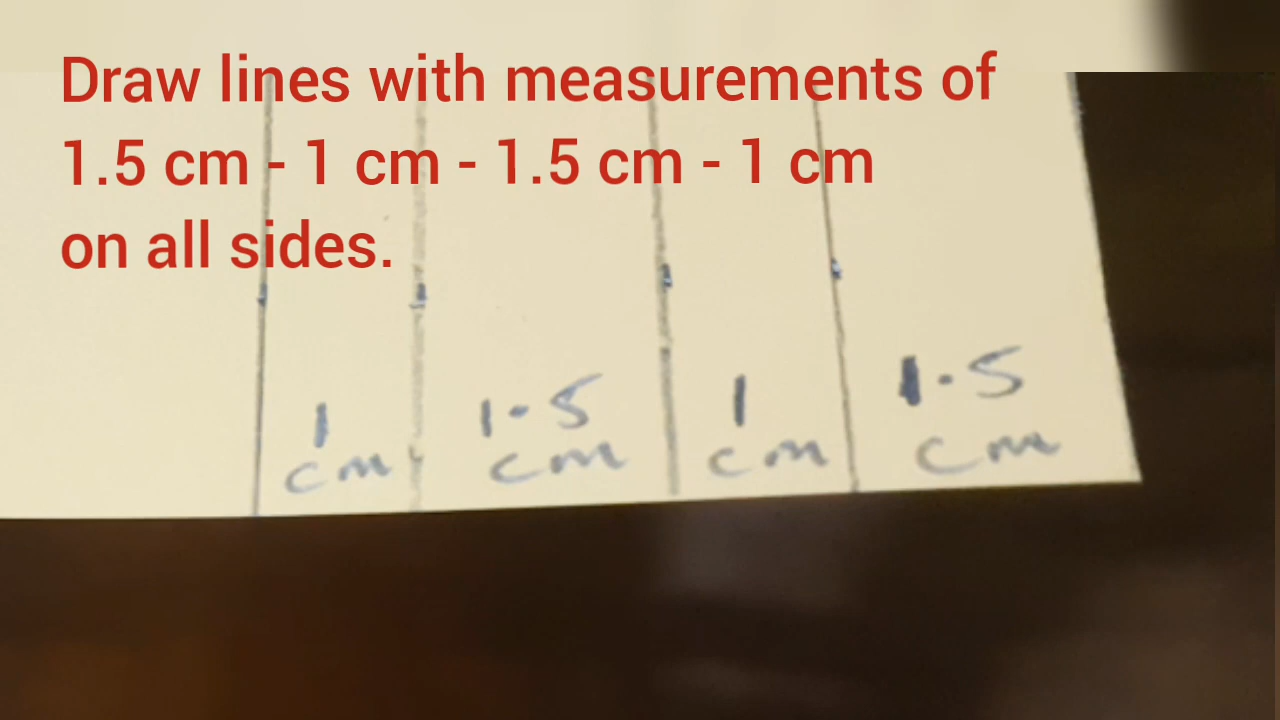 Draw lines with measurements of
1.5 cm - 1 cm - 1.5 cm - 1 cm
on all sides.
1 1.5 1 1.5
cm cm cm cm